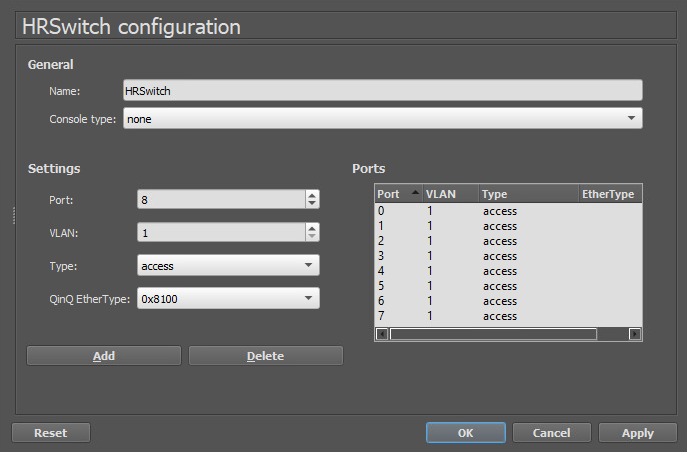 HRSwitch configuration
General
Name: HRSwitch
Console type: none
Settings
Port: 8
VLAN: 1
Type: access
QinQ EtherType: 0x8100
Add Delete
Ports
Port VLAN Type EtherType
0 1 access
1 1 access
2 1 access
3 1 access
4 1 access
5 1 access
6 1 access
7 1 access
Reset OK Cancel Apply